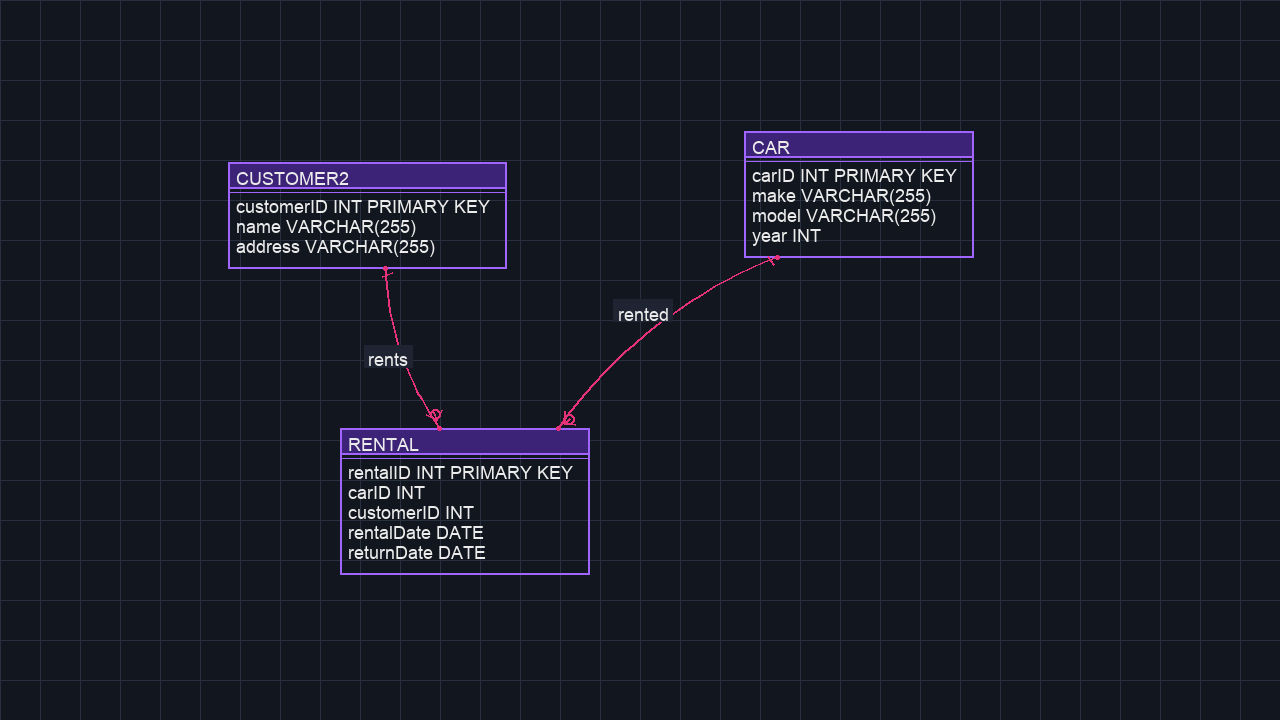 CAR
carID INT PRIMARY KEY
make VARCHAR(255)
model VARCHAR(255)
year INT
CUSTOMER2
customerID INT PRIMARY KEY
name VARCHAR(255)
address VARCHAR(255)
rented
rents
RENTAL
rentalID INT PRIMARY KEY
carID INT
customerID INT
rentalDate DATE
returnDate DATE